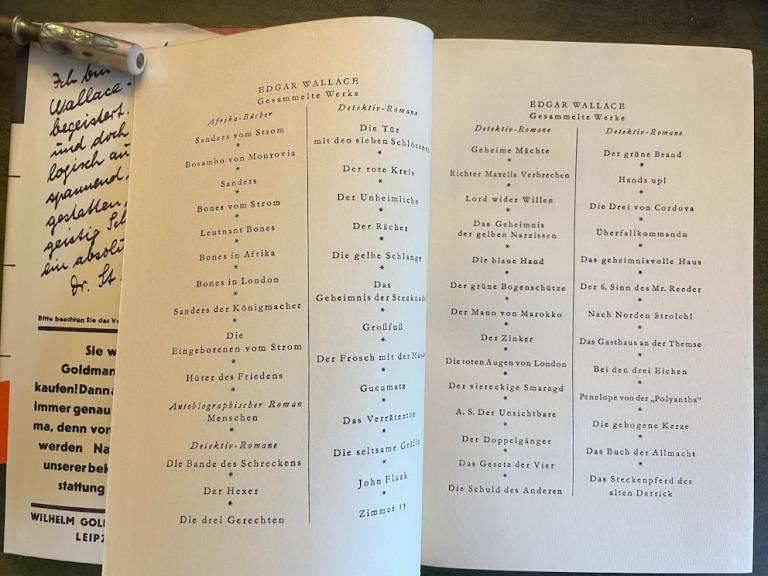 Ich bin
Wallace-
begeistert.
und doch
logisch au
spannend,
gestatten,
geistig Sch
ein absolu
Dr. St.
Bitte beachten Sie das Ve
Sie w
Goldman
kaufen! Dann
immer genau
ma, denn von
werden Na
unserer bek
stattung
WILHELM GOL
LEIPZ
EDGAR WALLACE
Gesammelte Werke
Afrika-Bücher
Sanders vom Strom
*
Bosambo von Monrovia
*
Sanders
*
Bones vom Strom
*
Leutnant Bones
*
Bones in Afrika
*
Bones in London
*
Sanders der Königmacher
*
Die
Eingeborenen vom Strom
*
Hüter des Friedens
*
Autobiographischer Roman
Menschen
*
Detektiv-Romane
DIe Bande des Schreckens
*
Der Hexer
*
Die drei Gerechten
Detektiv-Romane
Die Tür
mit den sieben Schlössern
*
Der rote Kreis
*
Der Unheimliche
*
Der Rächer
*
Die gelbe Schlange
*
Das
Geheimnis der Stecknade
*
Großfuß
*
Der Frosch mit der Maske
*
Gucumatz
*
Das Verrätertor
*
Die seltsame Gräfin
*
John Flack
*
Zimmer 13
EDGAR WALLACE
Gesammelte Werke
Detektiv-Romane
Geheime Mächte
*
Richter Maxells Verbrechen
*
Lord wider Willen
*
Das Geheimnis
der gelben Narzissen
*
Die blaue Hand
*
Der grüne Bogenschütze
*
Der Mann von Marokko
*
Der Zinker
*
Die toten Augen von London
*
Der viereckige Smaragd
*
A. S. Der Unsichtbare
*
Der Doppelgänger
*
Das Gesetz der Vier
*
Die Schuld des Anderen
Detektiv-Romane
Der grüne Brand
*
Hands up!
*
Die Drei von Cordova
*
Überfallkommando
*
Das geheimnisvolle Haus
*
Der 6. Sinn des Mr. Reeder
*
Nach Norden Strolch!
*
Das Gasthaus an der Themse
*
Bei den drei Eichen
*
Penelope von der „Polyantha“
*
Die gebogene Kerze
*
Das Buch der Allmacht
*
Das Steckenpferd des
alten Derrick